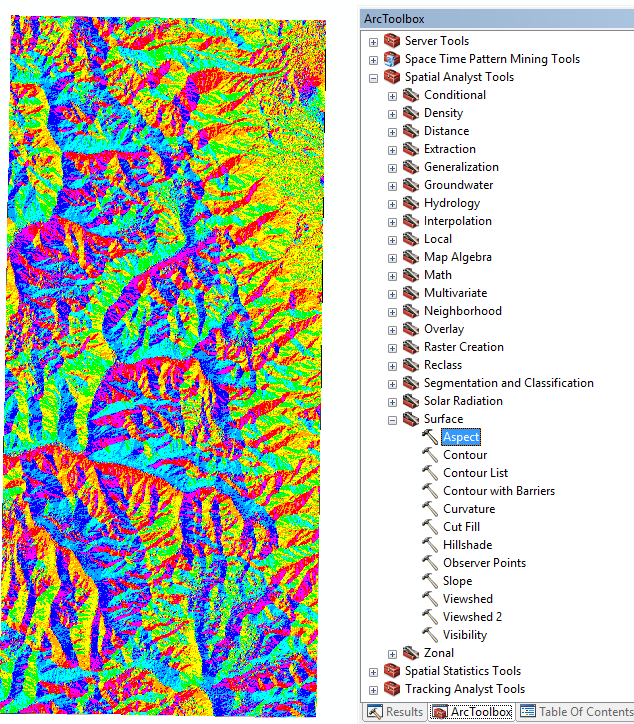 ArcToolbox
Server Tools
Space Time Pattern Mining Tools
Spatial Analyst Tools
Conditional
Density
Distance
Extraction
Generalization
Groundwater
Hydrology
Interpolation
Local
Map Algebra
Math
Multivariate
Neighborhood
Overlay
Raster Creation
Reclass
Segmentation and Classification
Solar Radiation
Surface
Aspect
Contour
Contour List
Contour with Barriers
Curvature
Cut Fill
Hillshade
Observer Points
Slope
Viewshed
Viewshed 2
Visibility
Zonal
Spatial Statistics Tools
Tracking Analyst Tools
Results ArcToolbox Table Of Contents